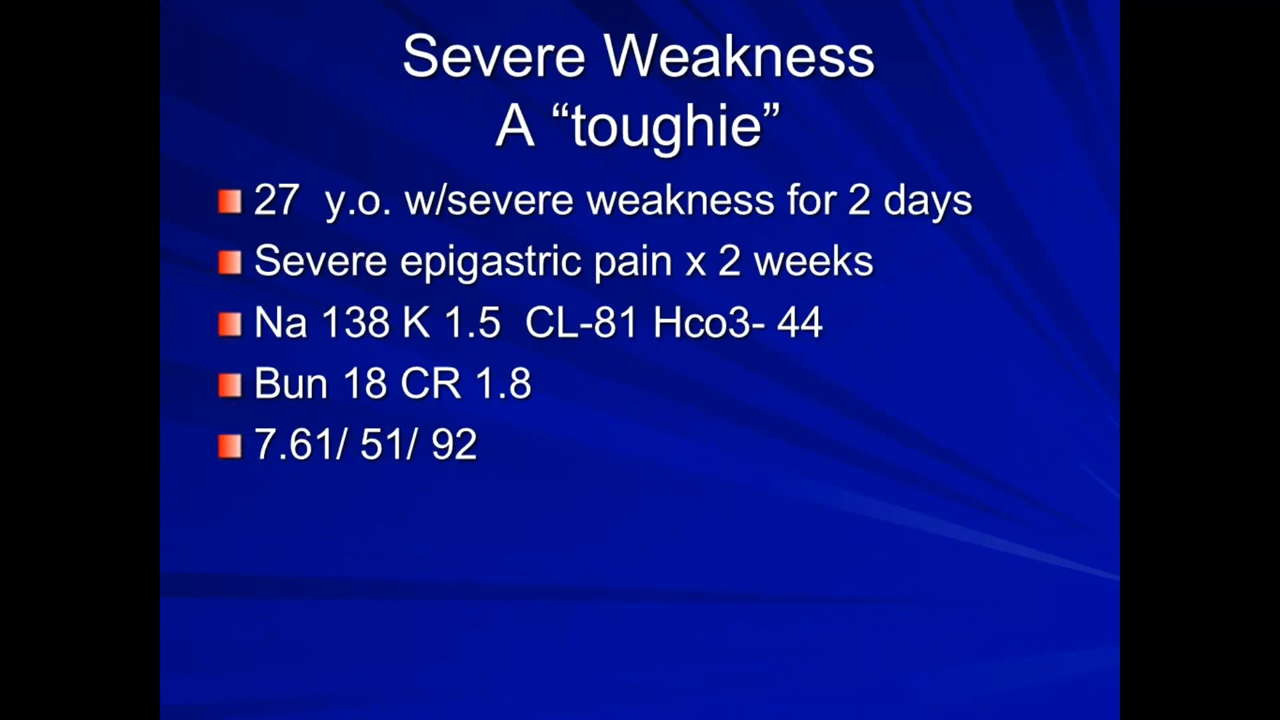 Severe Weakness
A “toughie”
27 y.o. w/severe weakness for 2 days
Severe epigastric pain x 2 weeks
Na 138 K 1.5 CL-81 Hco3- 44
Bun 18 CR 1.8
7.61/ 51/ 92